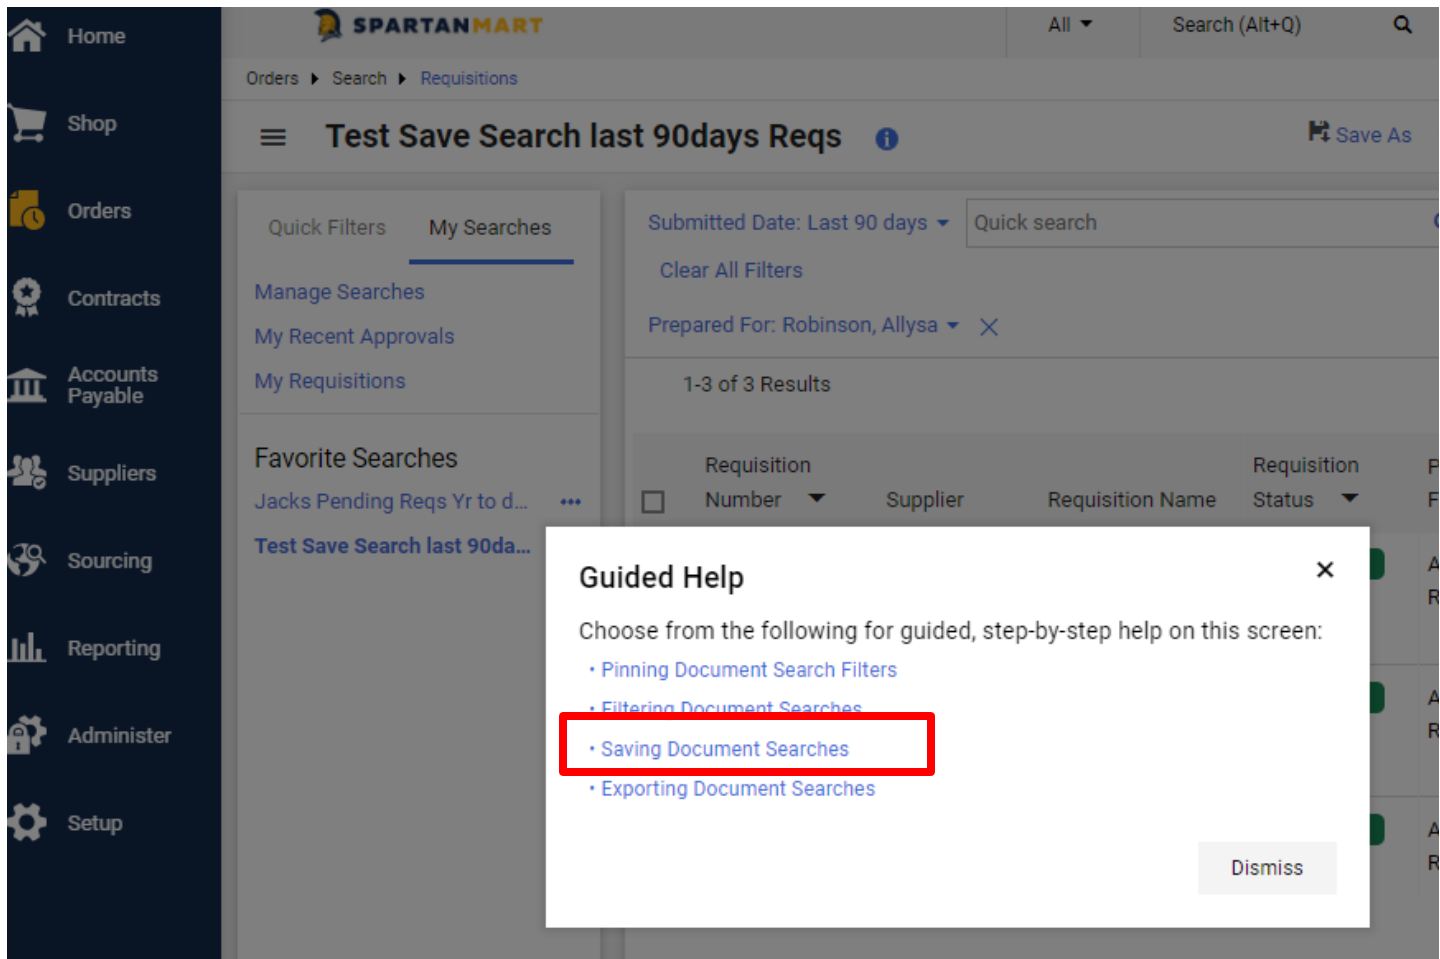 Home
SPARTANMART
All
Search (Alt+Q)
Orders Search Requisitions
Shop
Test Save Search last 90days Reqs
Save As
Orders
Quick Filters
My Searches
Submitted Date: Last 90 days
Quick search
Clear All Filters
Manage Searches
Contracts
My Recent Approvals
Prepared For: Robinson, Allysa
My Requisitions
1-3 of 3 Results
Accounts
Payable
Favorite Searches
Requisition
Number
Supplier
Requisition Name
Requisition
Status
P
F
Suppliers
Jacks Pending Reqs Yr to d...
Test Save Search last 90da...
Sourcing
Guided Help
Choose from the following for guided, step-by-step help on this screen:
• Pinning Document Search Filters
• Filtering Document Searches
• Saving Document Searches
• Exporting Document Searches
Dismiss
A
R
A
R
A
R
Reporting
Administer
Setup